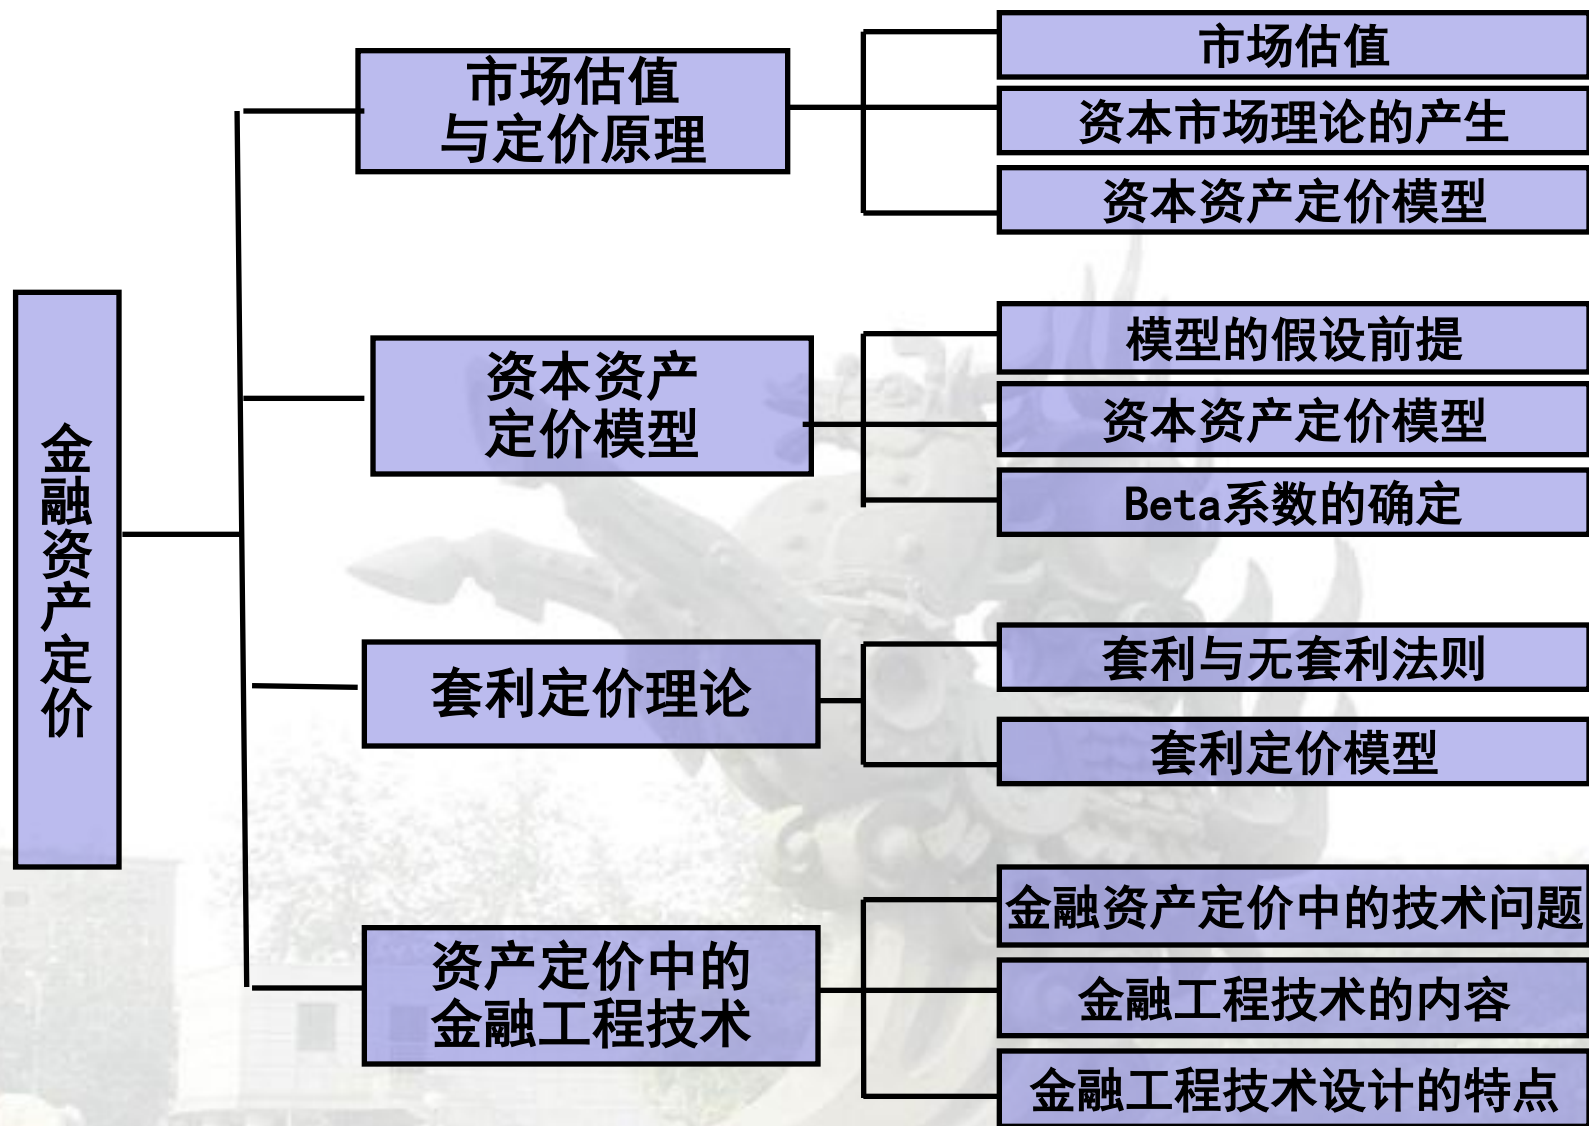 金融资产定价
市场估值
与定价原理
市场估值
资本市场理论的产生
资本资产定价模型
资本资产
定价模型
模型的假设前提
资本资产定价模型
Beta系数的确定
套利定价理论
套利与无套利法则
套利定价模型
资产定价中的
金融工程技术
金融资产定价中的技术问题
金融工程技术的内容
金融工程技术设计的特点